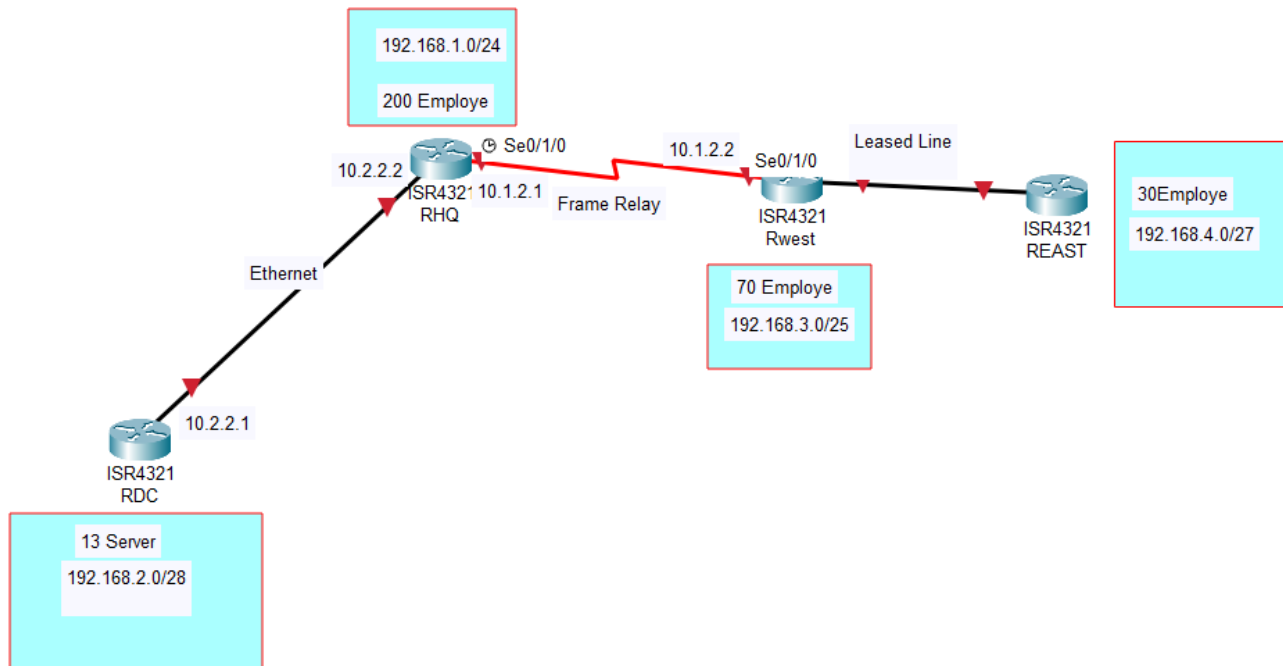 192.168.1.0/24
200 Employe
Se0/1/0
10.2.2.2
ISR4321
RHQ
10.1.2.1
Frame Relay
10.1.2.2
Se0/1/0
ISR4321
Rwest
Leased Line
ISR4321
REAST
30Employe
192.168.4.0/27
70 Employe
192.168.3.0/25
Ethernet
10.2.2.1
ISR4321
RDC
13 Server
192.168.2.0/28